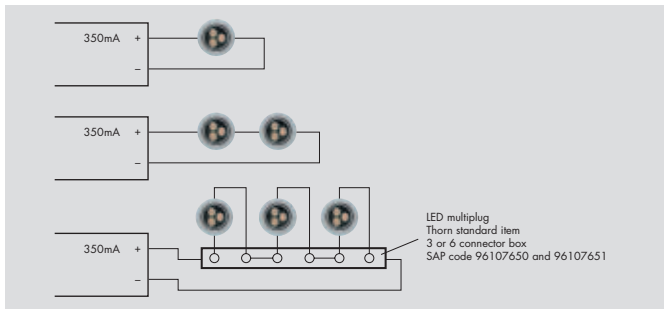 350mA +
–
350mA +
–
LED multiplug
Thorn standard item
3 or 6 connector box
SAP code 96107650 and 96107651
350mA +
–